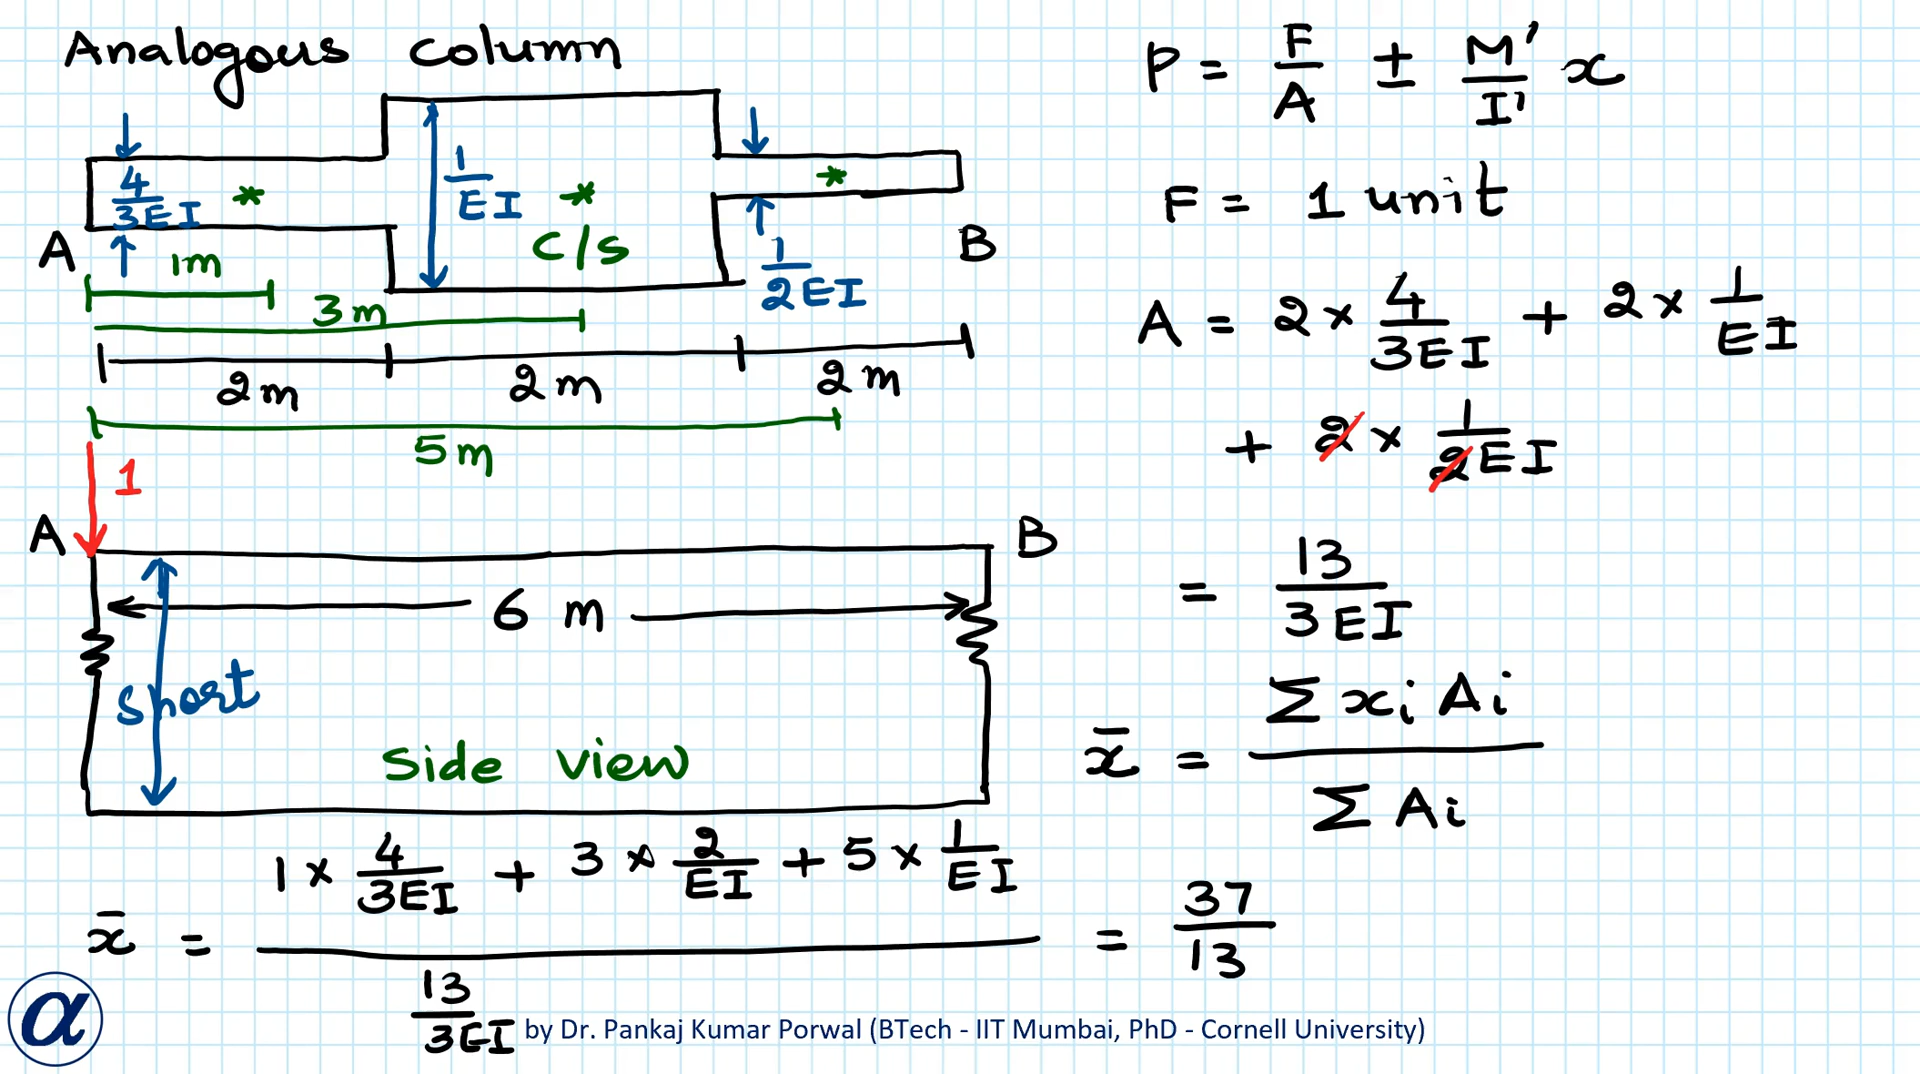 Analogous column
4/3EI *
1/EI *
*
C/S
A
B
1m
1/2EI
3m
2m 2m 2m
5m
1
A
B
6 m
Short
Side view
x̄ = (1 × 4/3EI + 3 × 2/EI + 5 × 1/EI) / (13/3EI) = 37/13
P = F/A ± M'/I' x
F = 1 unit
A = 2 × 4/3EI + 2 × 1/EI
+ 2 × 1/2EI
= 13/3EI
x̄ = Σ xi Ai / Σ Ai
α
by Dr. Pankaj Kumar Porwal (BTech - IIT Mumbai, PhD - Cornell University)